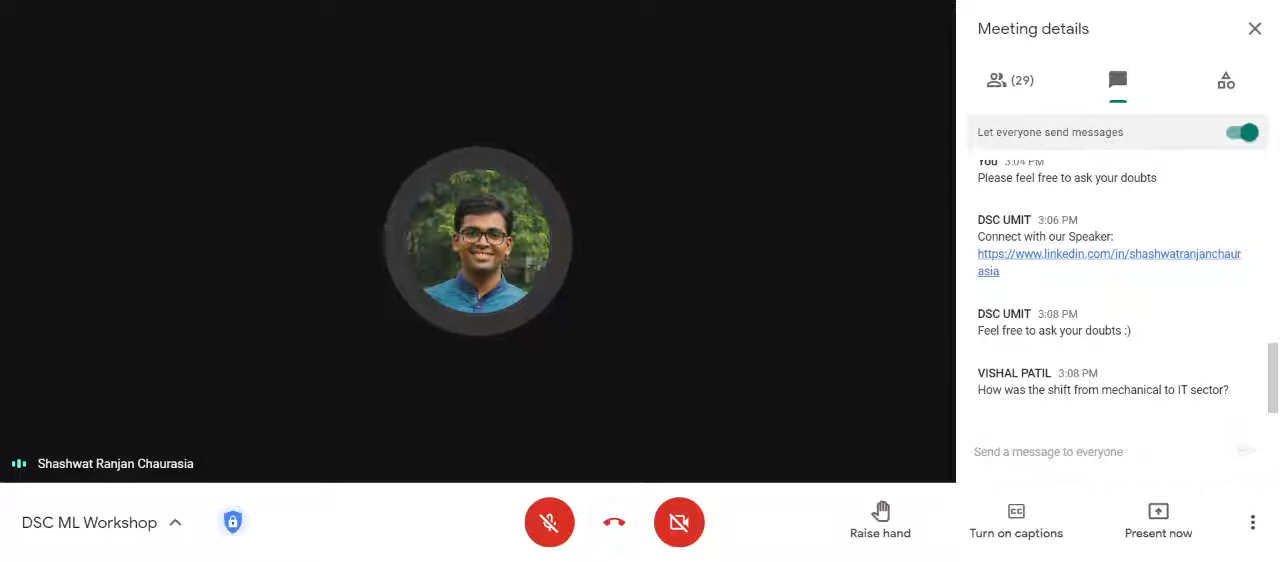 Meeting details
(29)
Let everyone send messages
You 3:04 PM
Please feel free to ask your doubts
DSC UMIT 3:06 PM
Connect with our Speaker:
https://www.linkedin.com/in/shashwatranjanchaur
asia
DSC UMIT 3:08 PM
Feel free to ask your doubts :)
VISHAL PATIL 3:08 PM
How was the shift from mechanical to IT sector?
Send a message to everyone
Shashwat Ranjan Chaurasia
DSC ML Workshop
Raise hand
CC
Turn on captions
Present now